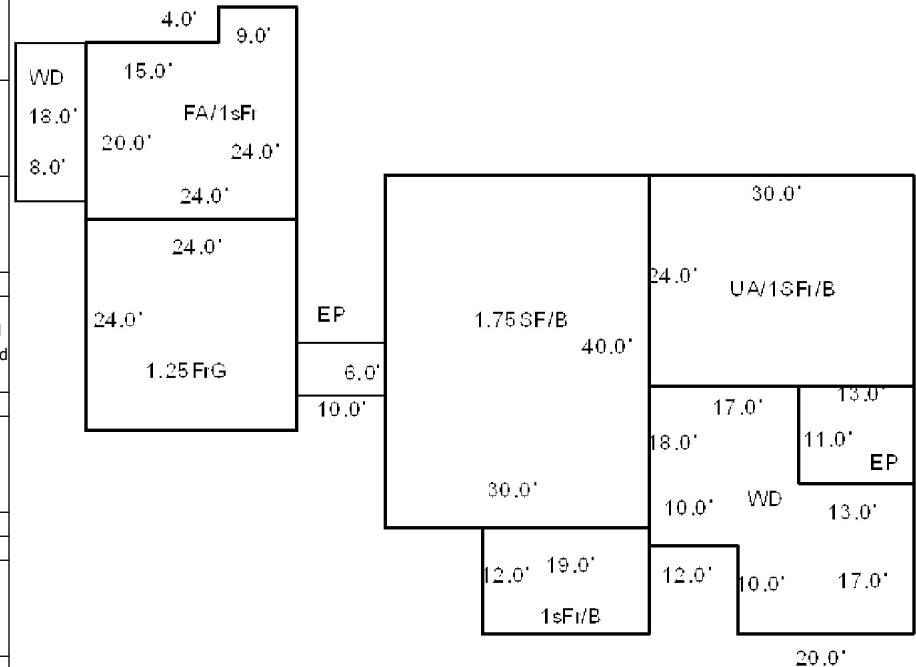 4.0'
9.0'
WD
15.0'
18.0'
FA/1sFr
20.0'
24.0'
8.0'
24.0'
30.0'
24.0'
24.0'
UA/1SFr/B
EP
24.0'
1.75SF/B
40.0'
1.25FrG
6.0'
d
10.0'
17.0'
13.0'
18.0'
11.0'
EP
30.0'
10.0'
WD
13.0'
12.0'
19.0'
12.0'
10.0'
17.0'
1sFr/B
20.0'